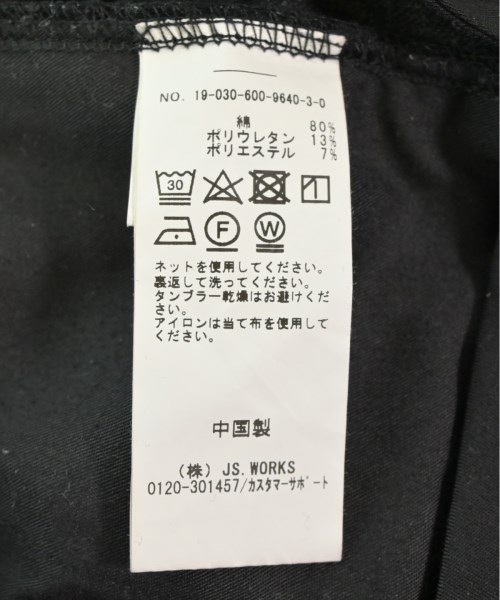 NO. 19-030-600-9640-3-0
綿 80%
ポリウレタン 13%
ポリエステル 7%
30
F W
ネットを使用してください。
裏返して洗ってください。
タンブラー乾燥はお避けくだ
さい。
アイロンは当て布を使用して
ください。
中国製
(株) JS.WORKS
0120-301457/カスタマーサポート